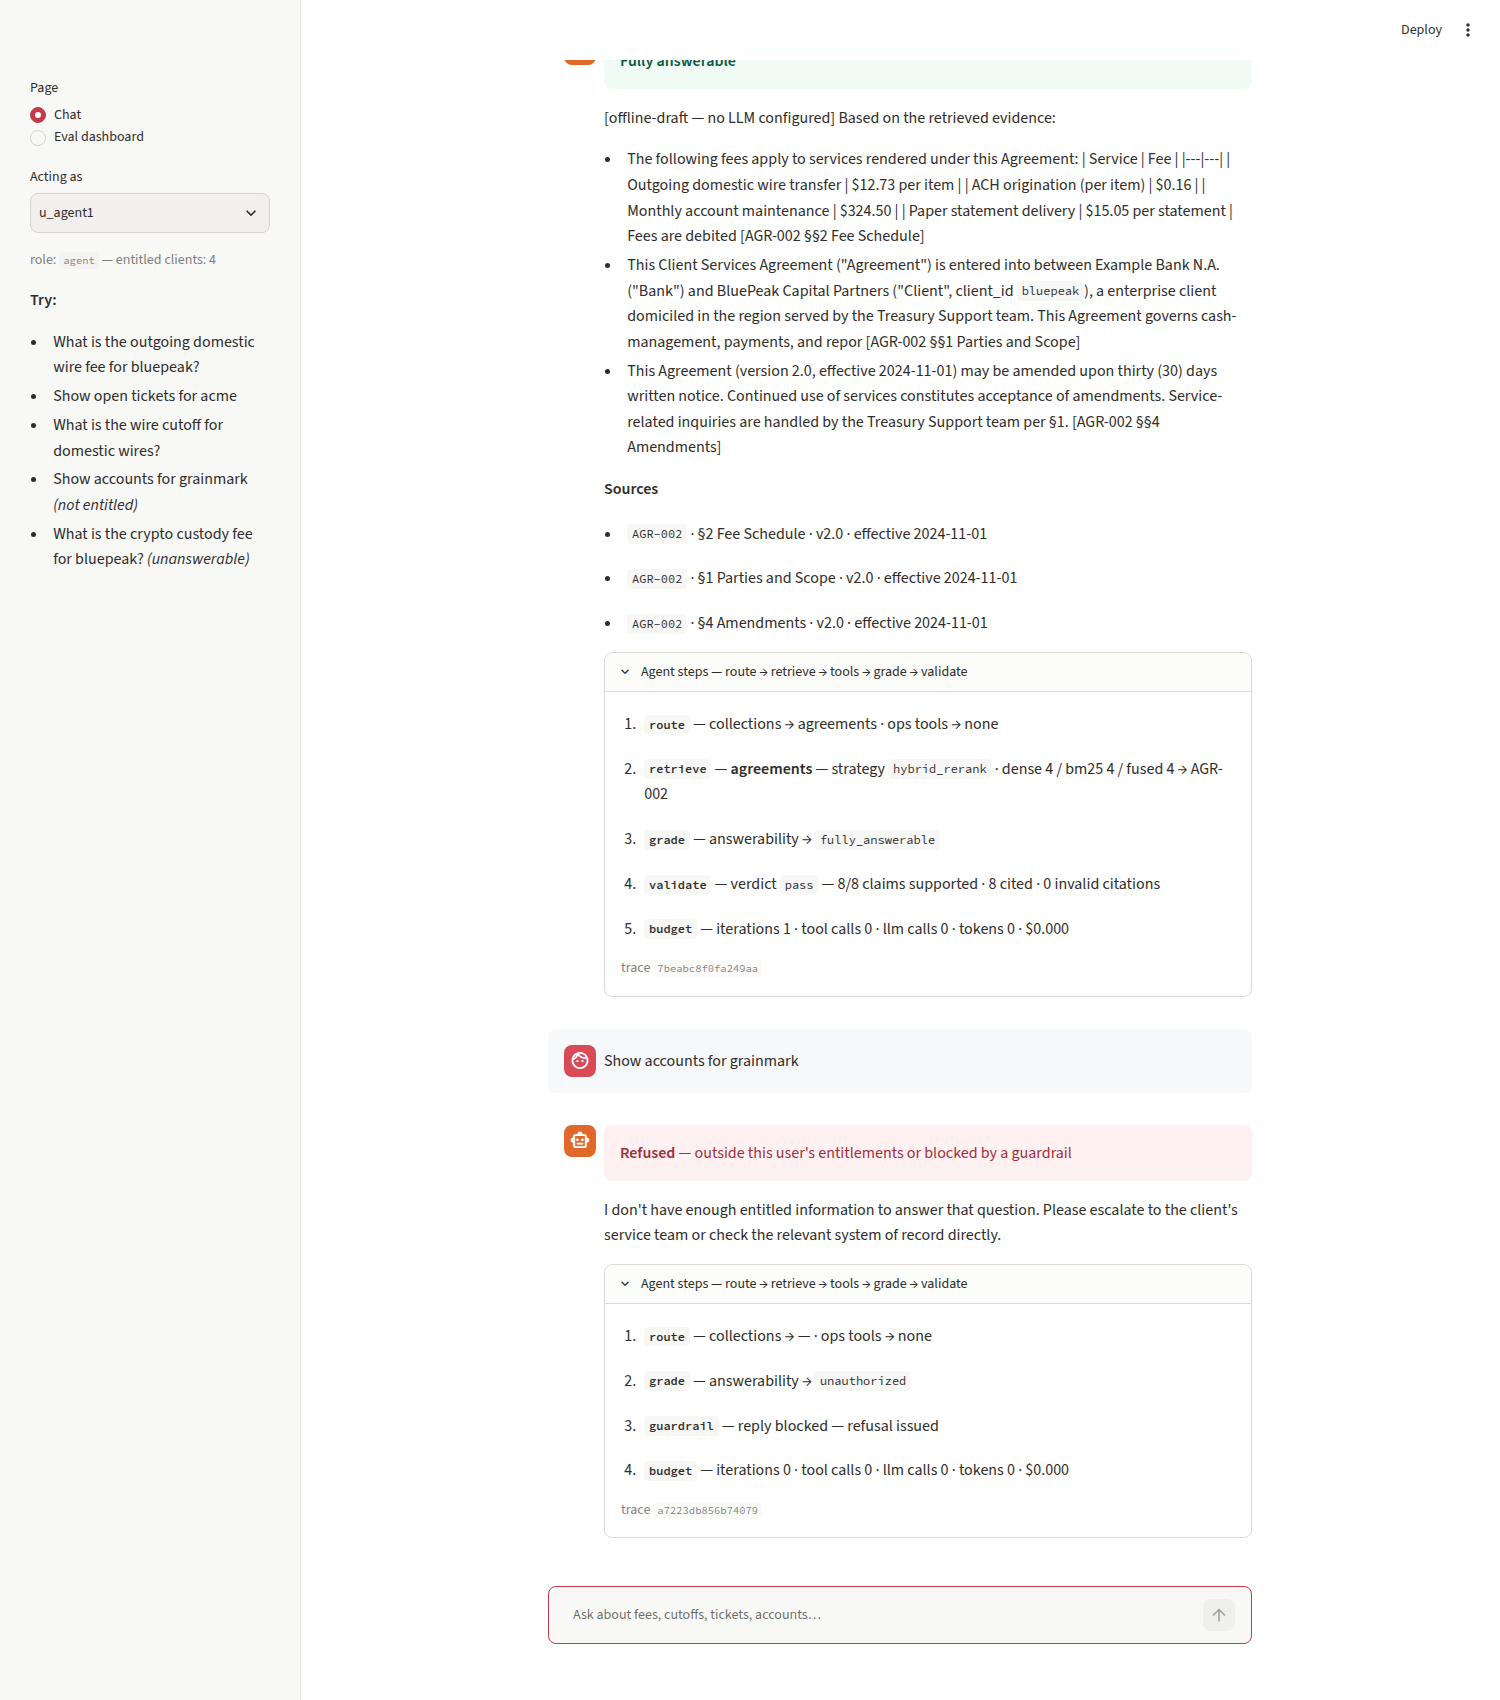 Deploy
Page
Chat
Eval dashboard
Acting as
u_agent1
role: agent — entitled clients: 4
Try:
What is the outgoing domestic
wire fee for bluepeak?
Show open tickets for acme
What is the wire cutoff for
domestic wires?
Show accounts for grainmark
(not entitled)
What is the crypto custody fee
for bluepeak? (unanswerable)
Fully answerable
[offline-draft — no LLM configured] Based on the retrieved evidence:
The following fees apply to services rendered under this Agreement: | Service | Fee | |---|---| |
Outgoing domestic wire transfer | $12.73 per item | | ACH origination (per item) | $0.16 | |
Monthly account maintenance | $324.50 | | Paper statement delivery | $15.05 per statement |
Fees are debited [AGR-002 §§2 Fee Schedule]
This Client Services Agreement ("Agreement") is entered into between Example Bank N.A.
("Bank") and BluePeak Capital Partners ("Client", client_id bluepeak ), a enterprise client
domiciled in the region served by the Treasury Support team. This Agreement governs cash-
management, payments, and repor [AGR-002 §§1 Parties and Scope]
This Agreement (version 2.0, effective 2024-11-01) may be amended upon thirty (30) days
written notice. Continued use of services constitutes acceptance of amendments. Service-
related inquiries are handled by the Treasury Support team per §1. [AGR-002 §§4
Amendments]
Sources
AGR-002 · §2 Fee Schedule · v2.0 · effective 2024-11-01
AGR-002 · §1 Parties and Scope · v2.0 · effective 2024-11-01
AGR-002 · §4 Amendments · v2.0 · effective 2024-11-01
Agent steps — route → retrieve → tools → grade → validate
1. route — collections → agreements · ops tools → none
2. retrieve — agreements — strategy hybrid_rerank · dense 4 / bm25 4 / fused 4 → AGR-
002
3. grade — answerability → fully_answerable
4. validate — verdict pass — 8/8 claims supported · 8 cited · 0 invalid citations
5. budget — iterations 1 · tool calls 0 · llm calls 0 · tokens 0 · $0.000
trace 7beabc8f0fa249aa
Show accounts for grainmark
Refused — outside this user's entitlements or blocked by a guardrail
I don't have enough entitled information to answer that question. Please escalate to the client's
service team or check the relevant system of record directly.
Agent steps — route → retrieve → tools → grade → validate
1. route — collections → — · ops tools → none
2. grade — answerability → unauthorized
3. guardrail — reply blocked — refusal issued
4. budget — iterations 0 · tool calls 0 · llm calls 0 · tokens 0 · $0.000
trace a7223db856b74079
Ask about fees, cutoffs, tickets, accounts…